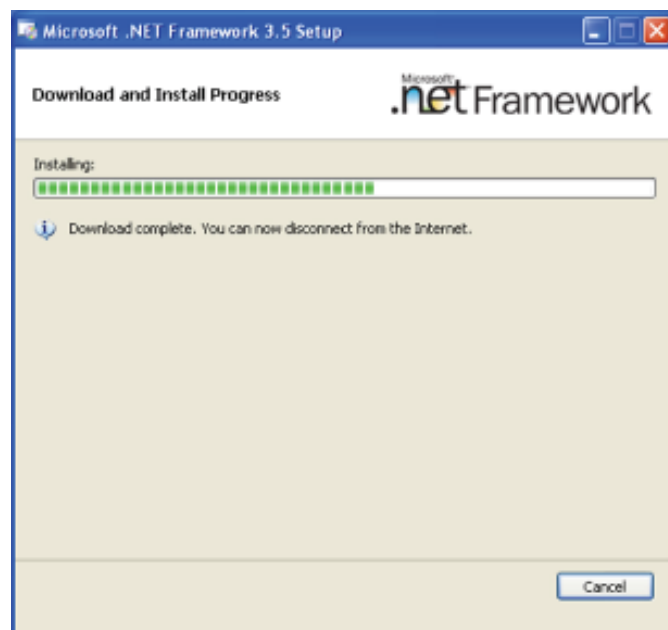 Microsoft .NET Framework 3.5 Setup
Download and Install Progress
Microsoft
.net Framework
Installing:
Download complete. You can now disconnect from the Internet.
Cancel